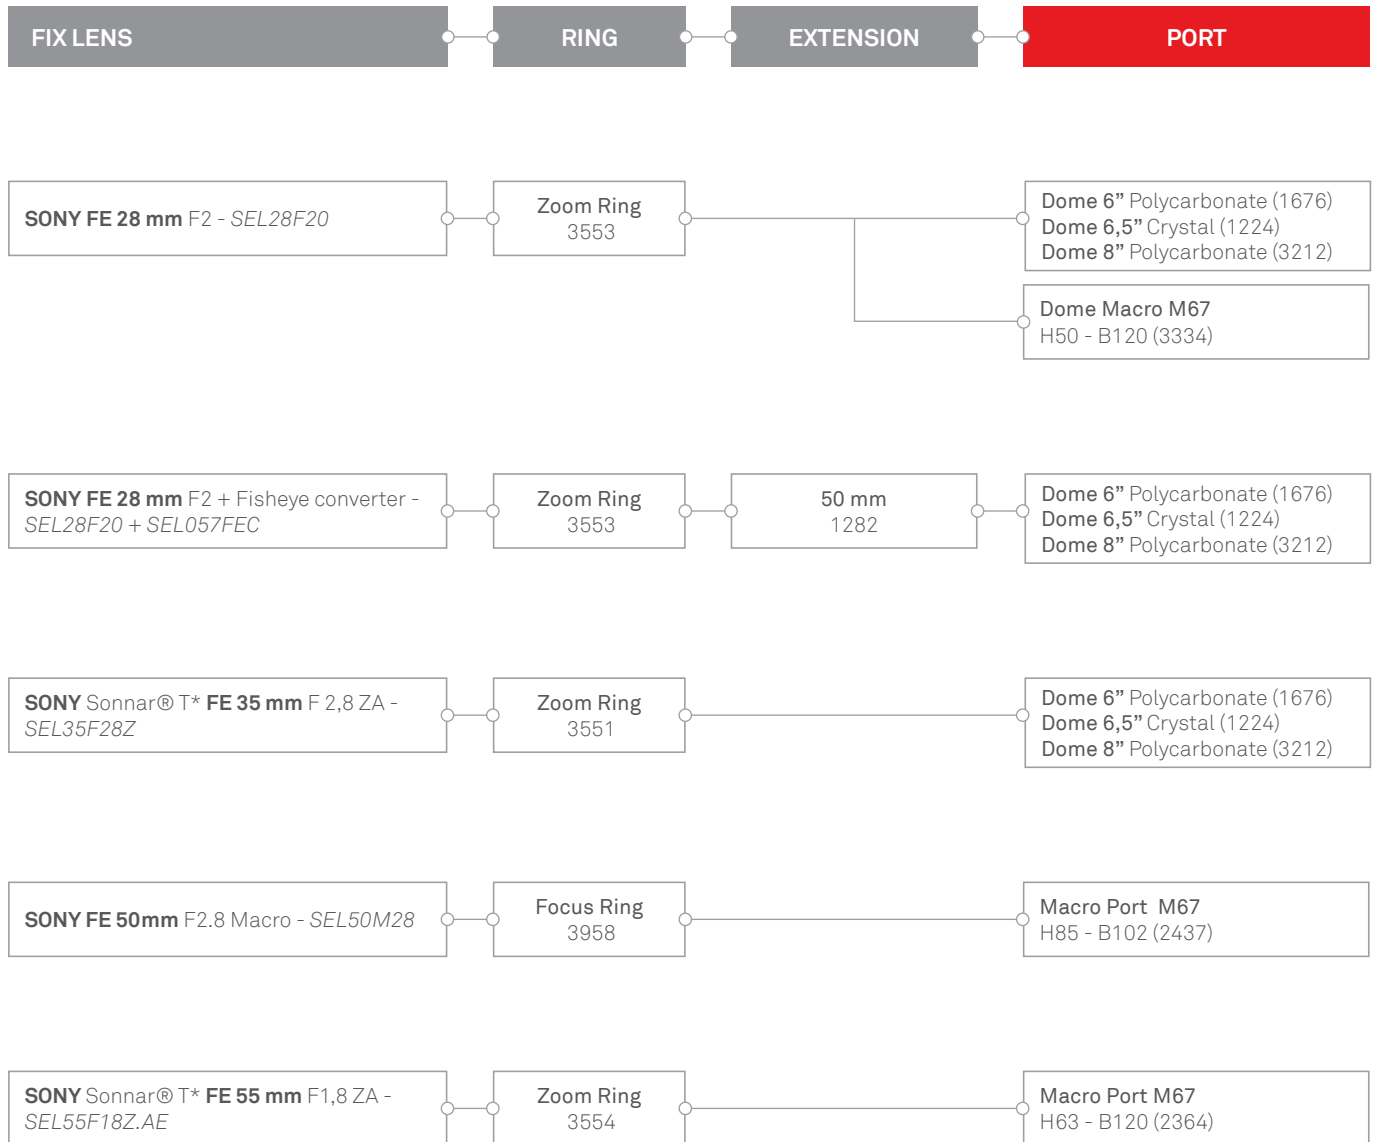 FIX LENS
RING
EXTENSION
PORT
SONY FE 28 mm F2 - SEL28F20
Zoom Ring
3553
Dome 6” Polycarbonate (1676)
Dome 6,5” Crystal (1224)
Dome 8” Polycarbonate (3212)
Dome Macro M67
H50 - B120 (3334)
SONY FE 28 mm F2 + Fisheye converter -
SEL28F20 + SEL057FEC
Zoom Ring
3553
50 mm
1282
Dome 6” Polycarbonate (1676)
Dome 6,5” Crystal (1224)
Dome 8” Polycarbonate (3212)
SONY Sonnar® T* FE 35 mm F 2,8 ZA -
SEL35F28Z
Zoom Ring
3551
Dome 6” Polycarbonate (1676)
Dome 6,5” Crystal (1224)
Dome 8” Polycarbonate (3212)
SONY FE 50mm F2.8 Macro - SEL50M28
Focus Ring
3958
Macro Port M67
H85 - B102 (2437)
SONY Sonnar® T* FE 55 mm F1,8 ZA -
SEL55F18Z.AE
Zoom Ring
3554
Macro Port M67
H63 - B120 (2364)